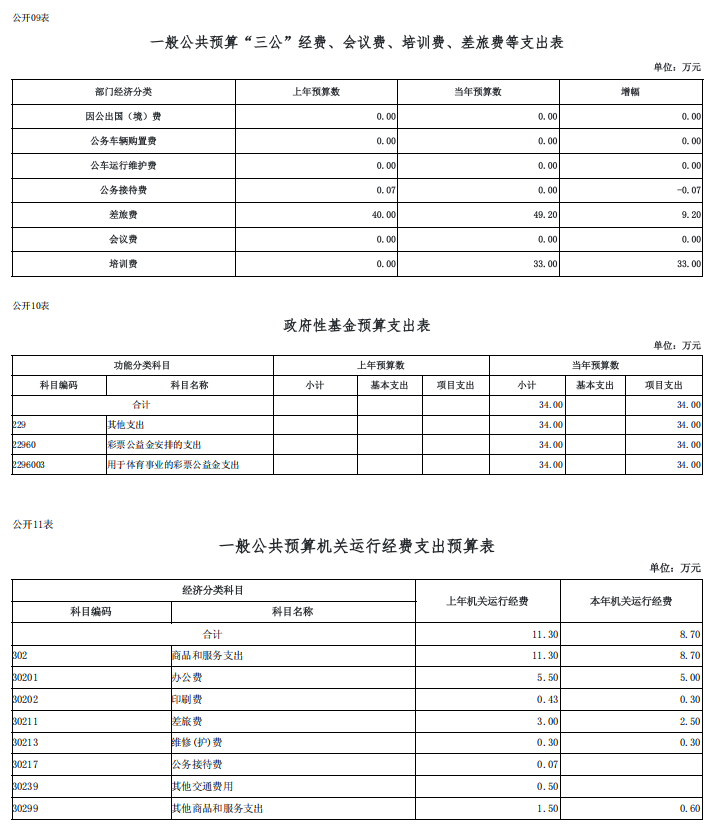 公开09表
一般公共预算“三公”经费、会议费、培训费、差旅费等支出表
单位：万元
部门经济分类 上年预算数 当年预算数 增幅
因公出国（境）费 0.00 0.00 0.00
公务车辆购置费 0.00 0.00 0.00
公车运行维护费 0.00 0.00 0.00
公务接待费 0.07 0.00 -0.07
差旅费 40.00 49.20 9.20
会议费 0.00 0.00 0.00
培训费 0.00 33.00 33.00
公开10表
政府性基金预算支出表
单位：万元
功能分类科目 上年预算数 当年预算数
科目编码 科目名称 小计 基本支出 项目支出 小计 基本支出 项目支出
合计 34.00 34.00
229 其他支出 34.00 34.00
22960 彩票公益金安排的支出 34.00 34.00
2296003 用于体育事业的彩票公益金支出 34.00 34.00
公开11表
一般公共预算机关运行经费支出预算表
单位：万元
经济分类科目 上年机关运行经费 本年机关运行经费
科目编码 科目名称
合计 11.30 8.70
302 商品和服务支出 11.30 8.70
30201 办公费 5.50 5.00
30202 印刷费 0.43 0.30
30211 差旅费 3.00 2.50
30213 维修(护)费 0.30 0.30
30217 公务接待费 0.07
30239 其他交通费用 0.50
30299 其他商品和服务支出 1.50 0.60